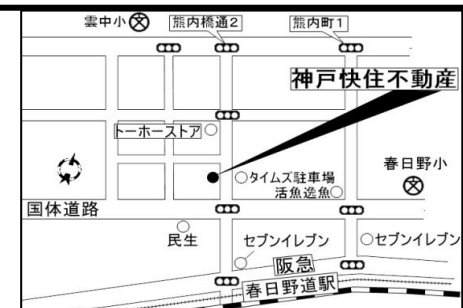 雲中小
熊内橋通2
熊内町1
神戸快住不動産
トーホーストア
タイムズ駐車場
活魚迄魚
春日野小
国体道路
民生
セブンイレブン
セブンイレブン
阪急
春日野道駅